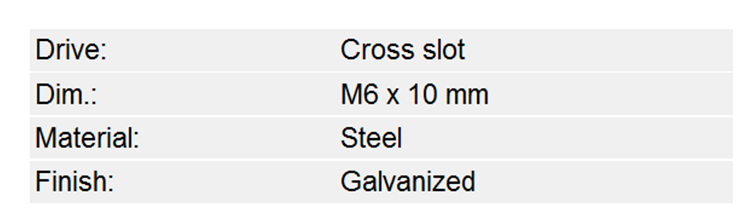 Drive: Cross slot
Dim.: M6 x 10 mm
Material: Steel
Finish: Galvanized